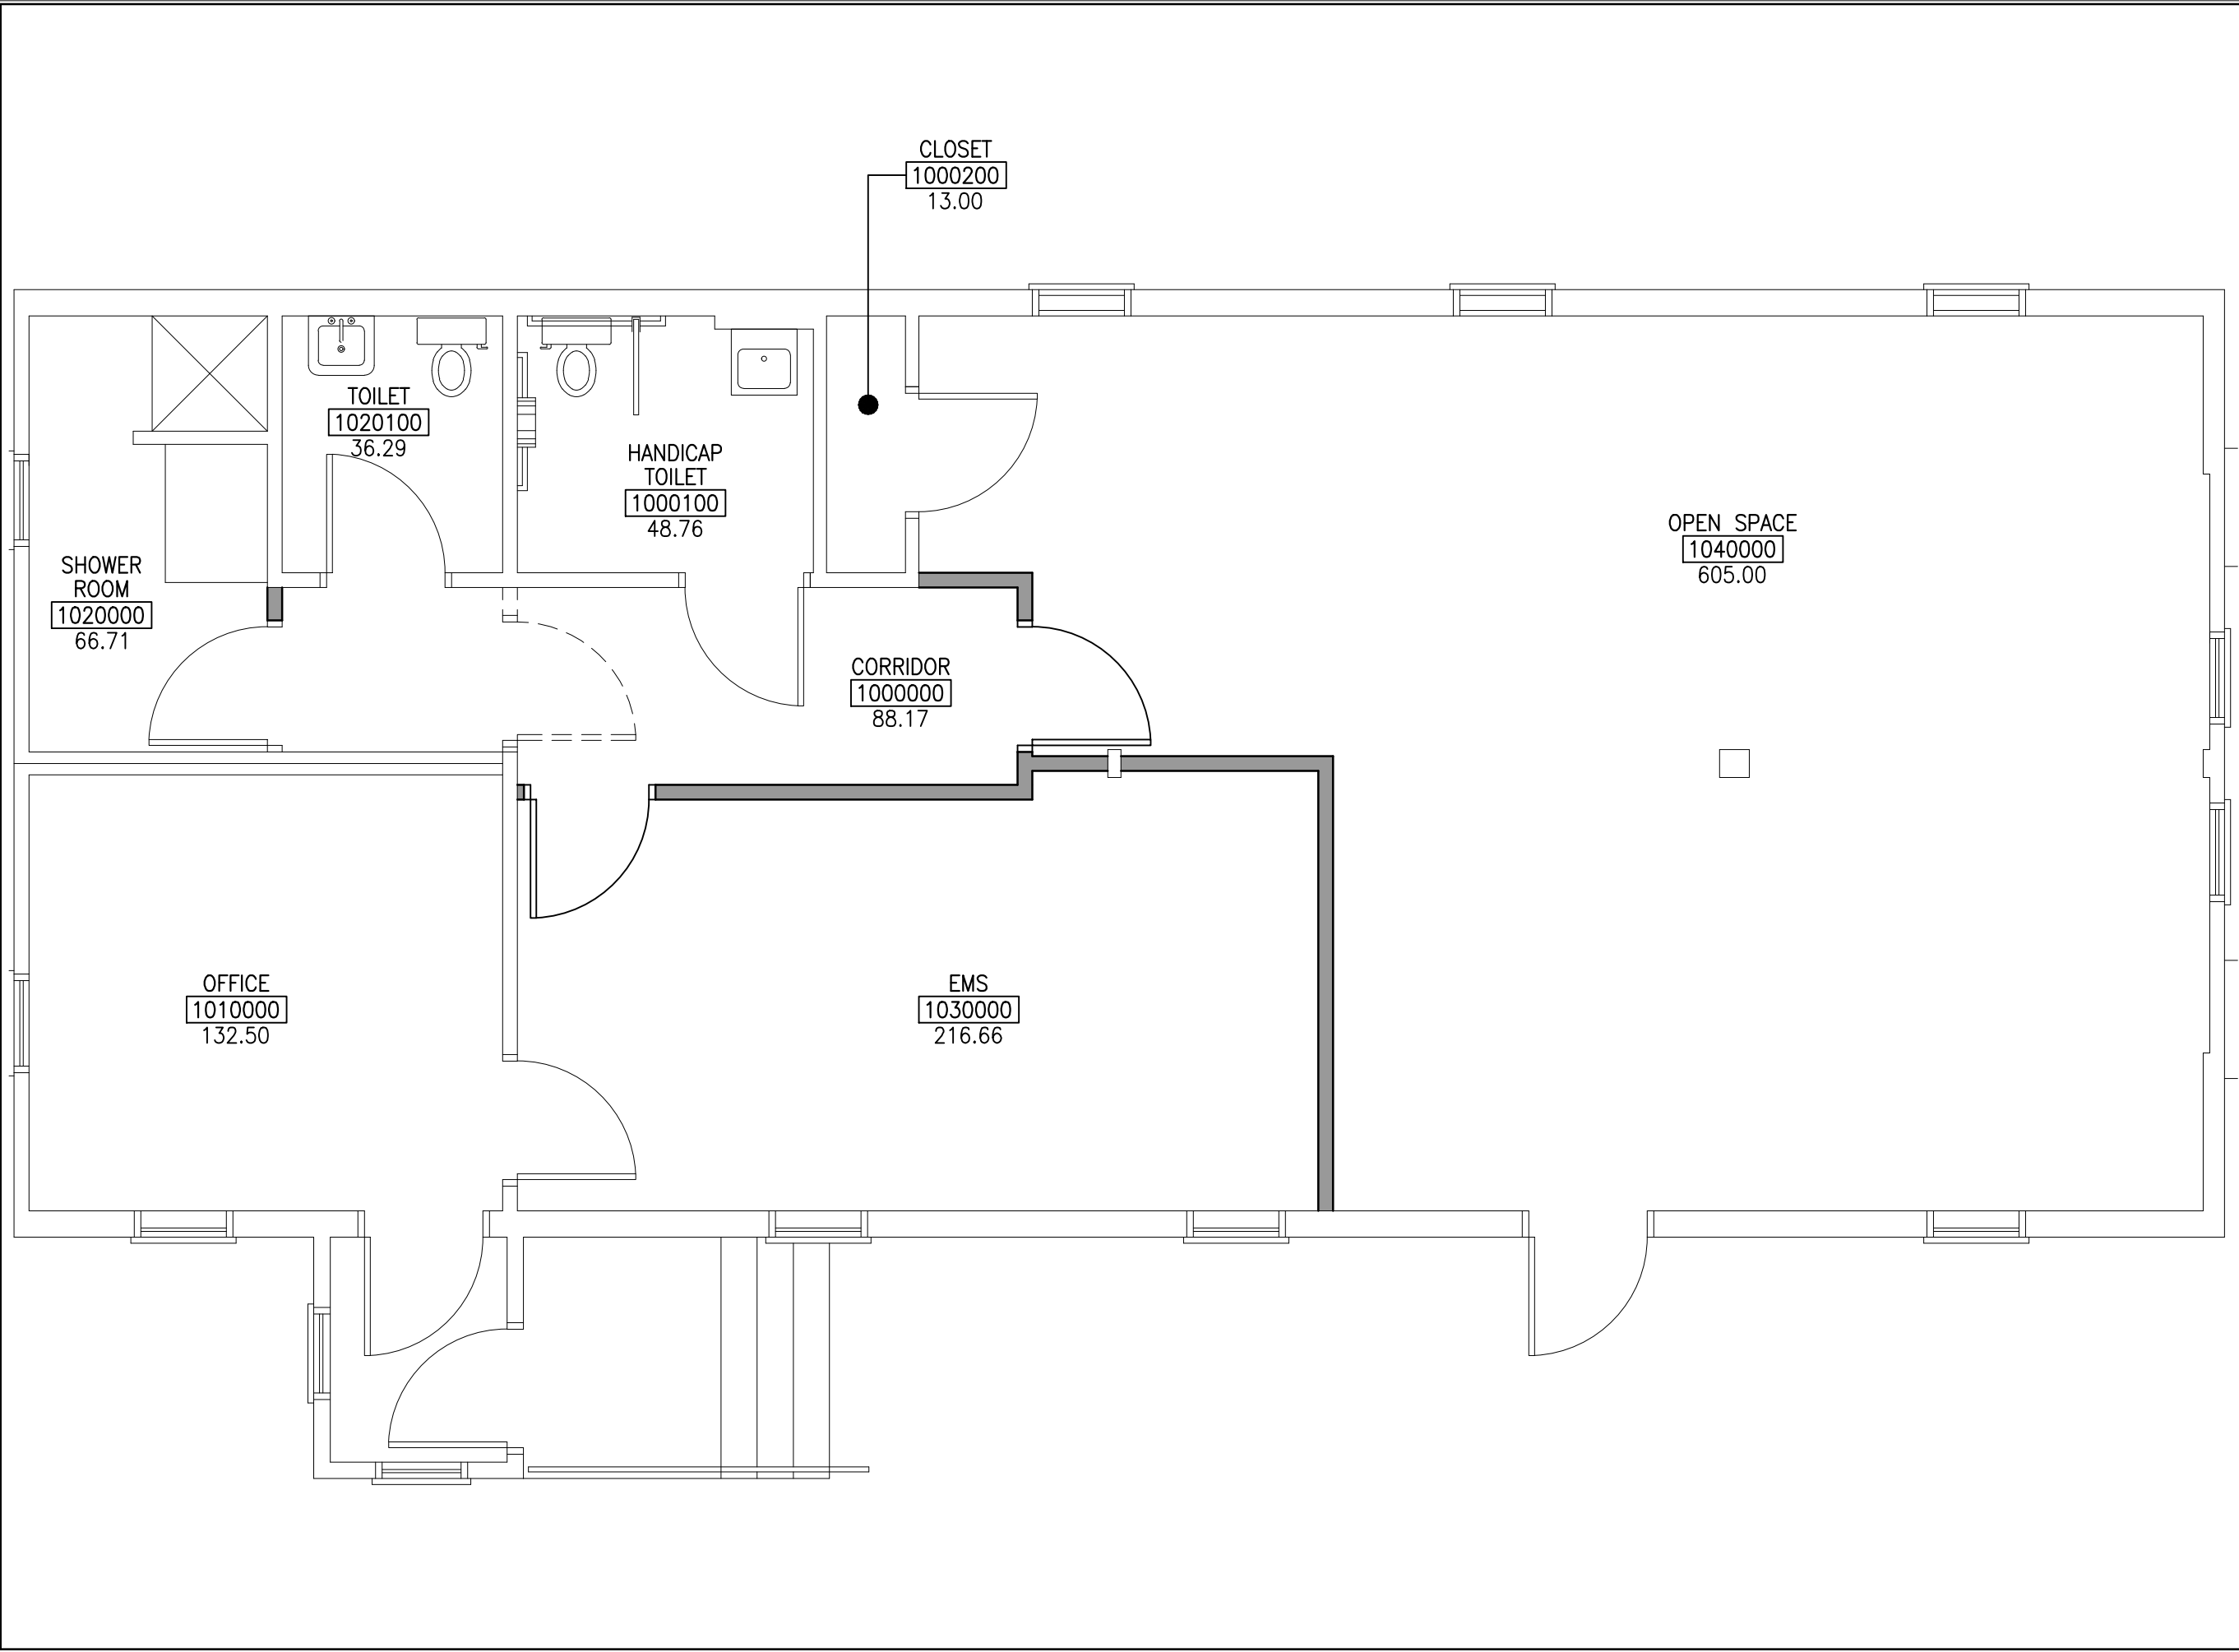 CLOSET
1000200
13.00
TOILET
1020100
36.29
HANDICAP
TOILET
1000100
48.76
OPEN SPACE
1040000
605.00
SHOWER
ROOM
1020000
66.71
CORRIDOR
1000000
88.17
OFFICE
1010000
132.50
EMS
1030000
216.66